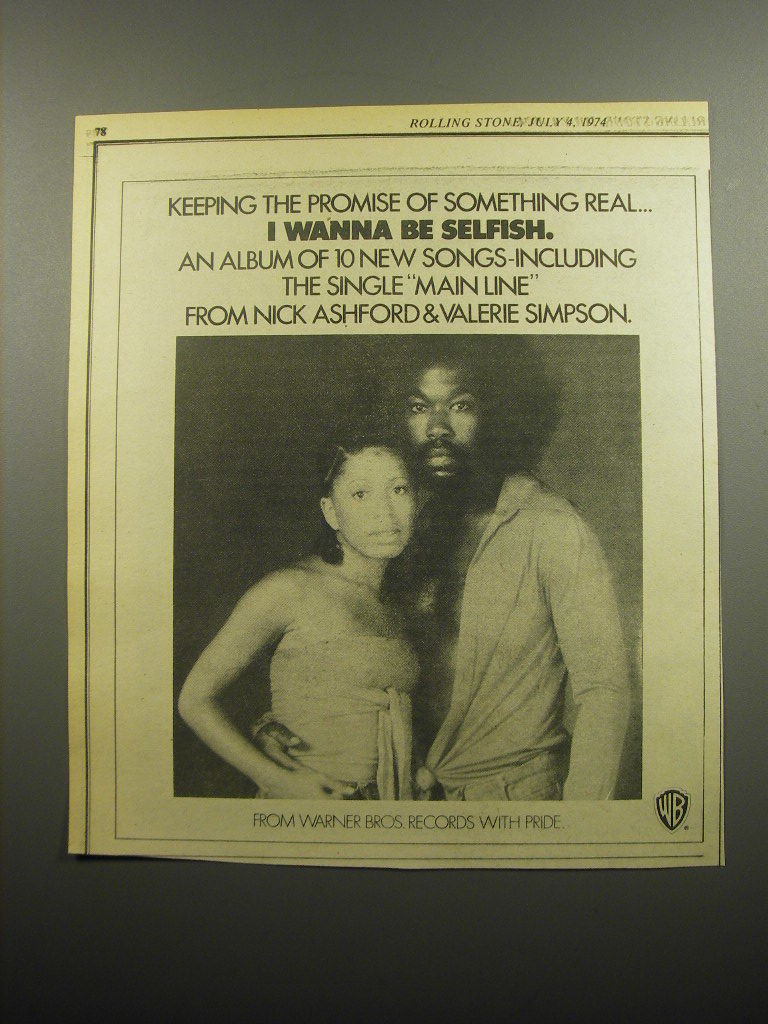 78
ROLLING STONE, JULY 4, 1974
KEEPING THE PROMISE OF SOMETHING REAL...
I WANNA BE SELFISH.
AN ALBUM OF 10 NEW SONGS-INCLUDING
THE SINGLE "MAIN LINE"
FROM NICK ASHFORD & VALERIE SIMPSON.
FROM WARNER BROS. RECORDS WITH PRIDE.
WB®